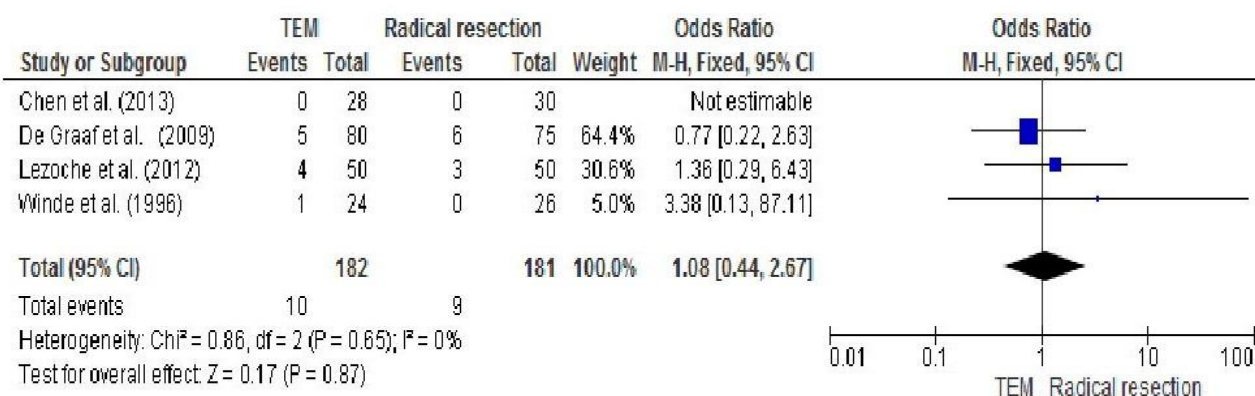 TEM Radical resection Odds Ratio Odds Ratio
Study or Subgroup Events Total Events Total Weight M-H, Fixed, 95% CI M-H, Fixed, 95% CI
Chen et al. (2013) 0 28 0 30 Not estimable
De Graaf et al. (2009) 5 80 6 75 64.4% 0.77 [0.22, 2.63]
Lezoche et al. (2012) 4 50 3 50 30.6% 1.36 [0.29, 6.43]
Winde et al. (1996) 1 24 0 26 5.0% 3.38 [0.13, 87.11]
Total (95% CI) 182 181 100.0% 1.08 [0.44, 2.67]
Total events 10 9
Heterogeneity: Chi² = 0.86, df = 2 (P = 0.65); I² = 0%
Test for overall effect: Z = 0.17 (P = 0.87)
0.01 0.1 1 10 100
TEM Radical resection